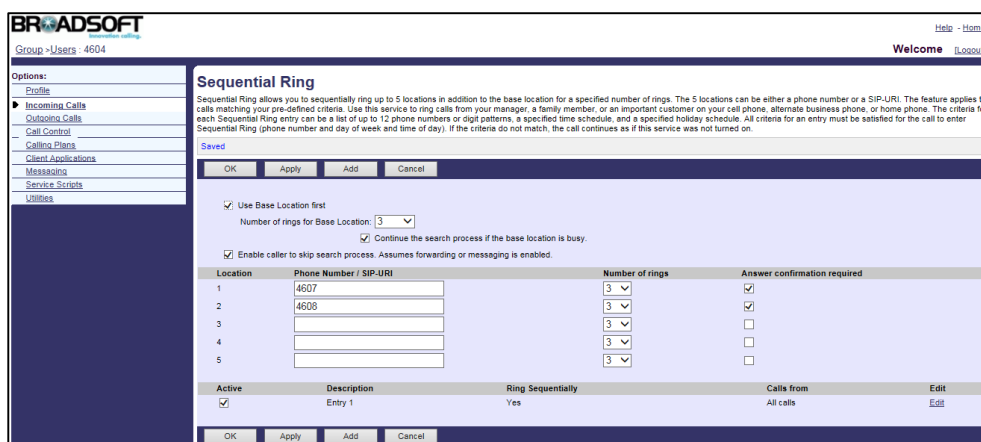 BROADSOFT
innovation calling.
Help - Hom
Group >Users : 4604
Welcome [Logou
Options:
Profile
Incoming Calls
Outgoing Calls
Call Control
Calling Plans
Client Applications
Messaging
Service Scripts
Utilities
Sequential Ring
Sequential Ring allows you to sequentially ring up to 5 locations in addition to the base location for a specified number of rings. The 5 locations can be either a phone number or a SIP-URI. The feature applies f
calls matching your pre-defined criteria. Use this service to ring calls from your manager, a family member, or an important customer on your cell phone, alternate business phone, or home phone. The criteria fo
each Sequential Ring entry can be a list of up to 12 phone numbers or digit patterns, a specified time schedule, and a specified holiday schedule. All criteria for an entry must be satisfied for the call to enter
Sequential Ring (phone number and day of week and time of day). If the criteria do not match, the call continues as if this service was not turned on.
Saved
OK Apply Add Cancel
Use Base Location first
Number of rings for Base Location: 3
Continue the search process if the base location is busy.
Enable caller to skip search process. Assumes forwarding or messaging is enabled.
Location Phone Number / SIP-URI Number of rings Answer confirmation required
1 4607 3
2 4608 3
3 3
4 3
5 3
Active Description Ring Sequentially Calls from Edit
Entry 1 Yes All calls Edit
OK Apply Add Cancel